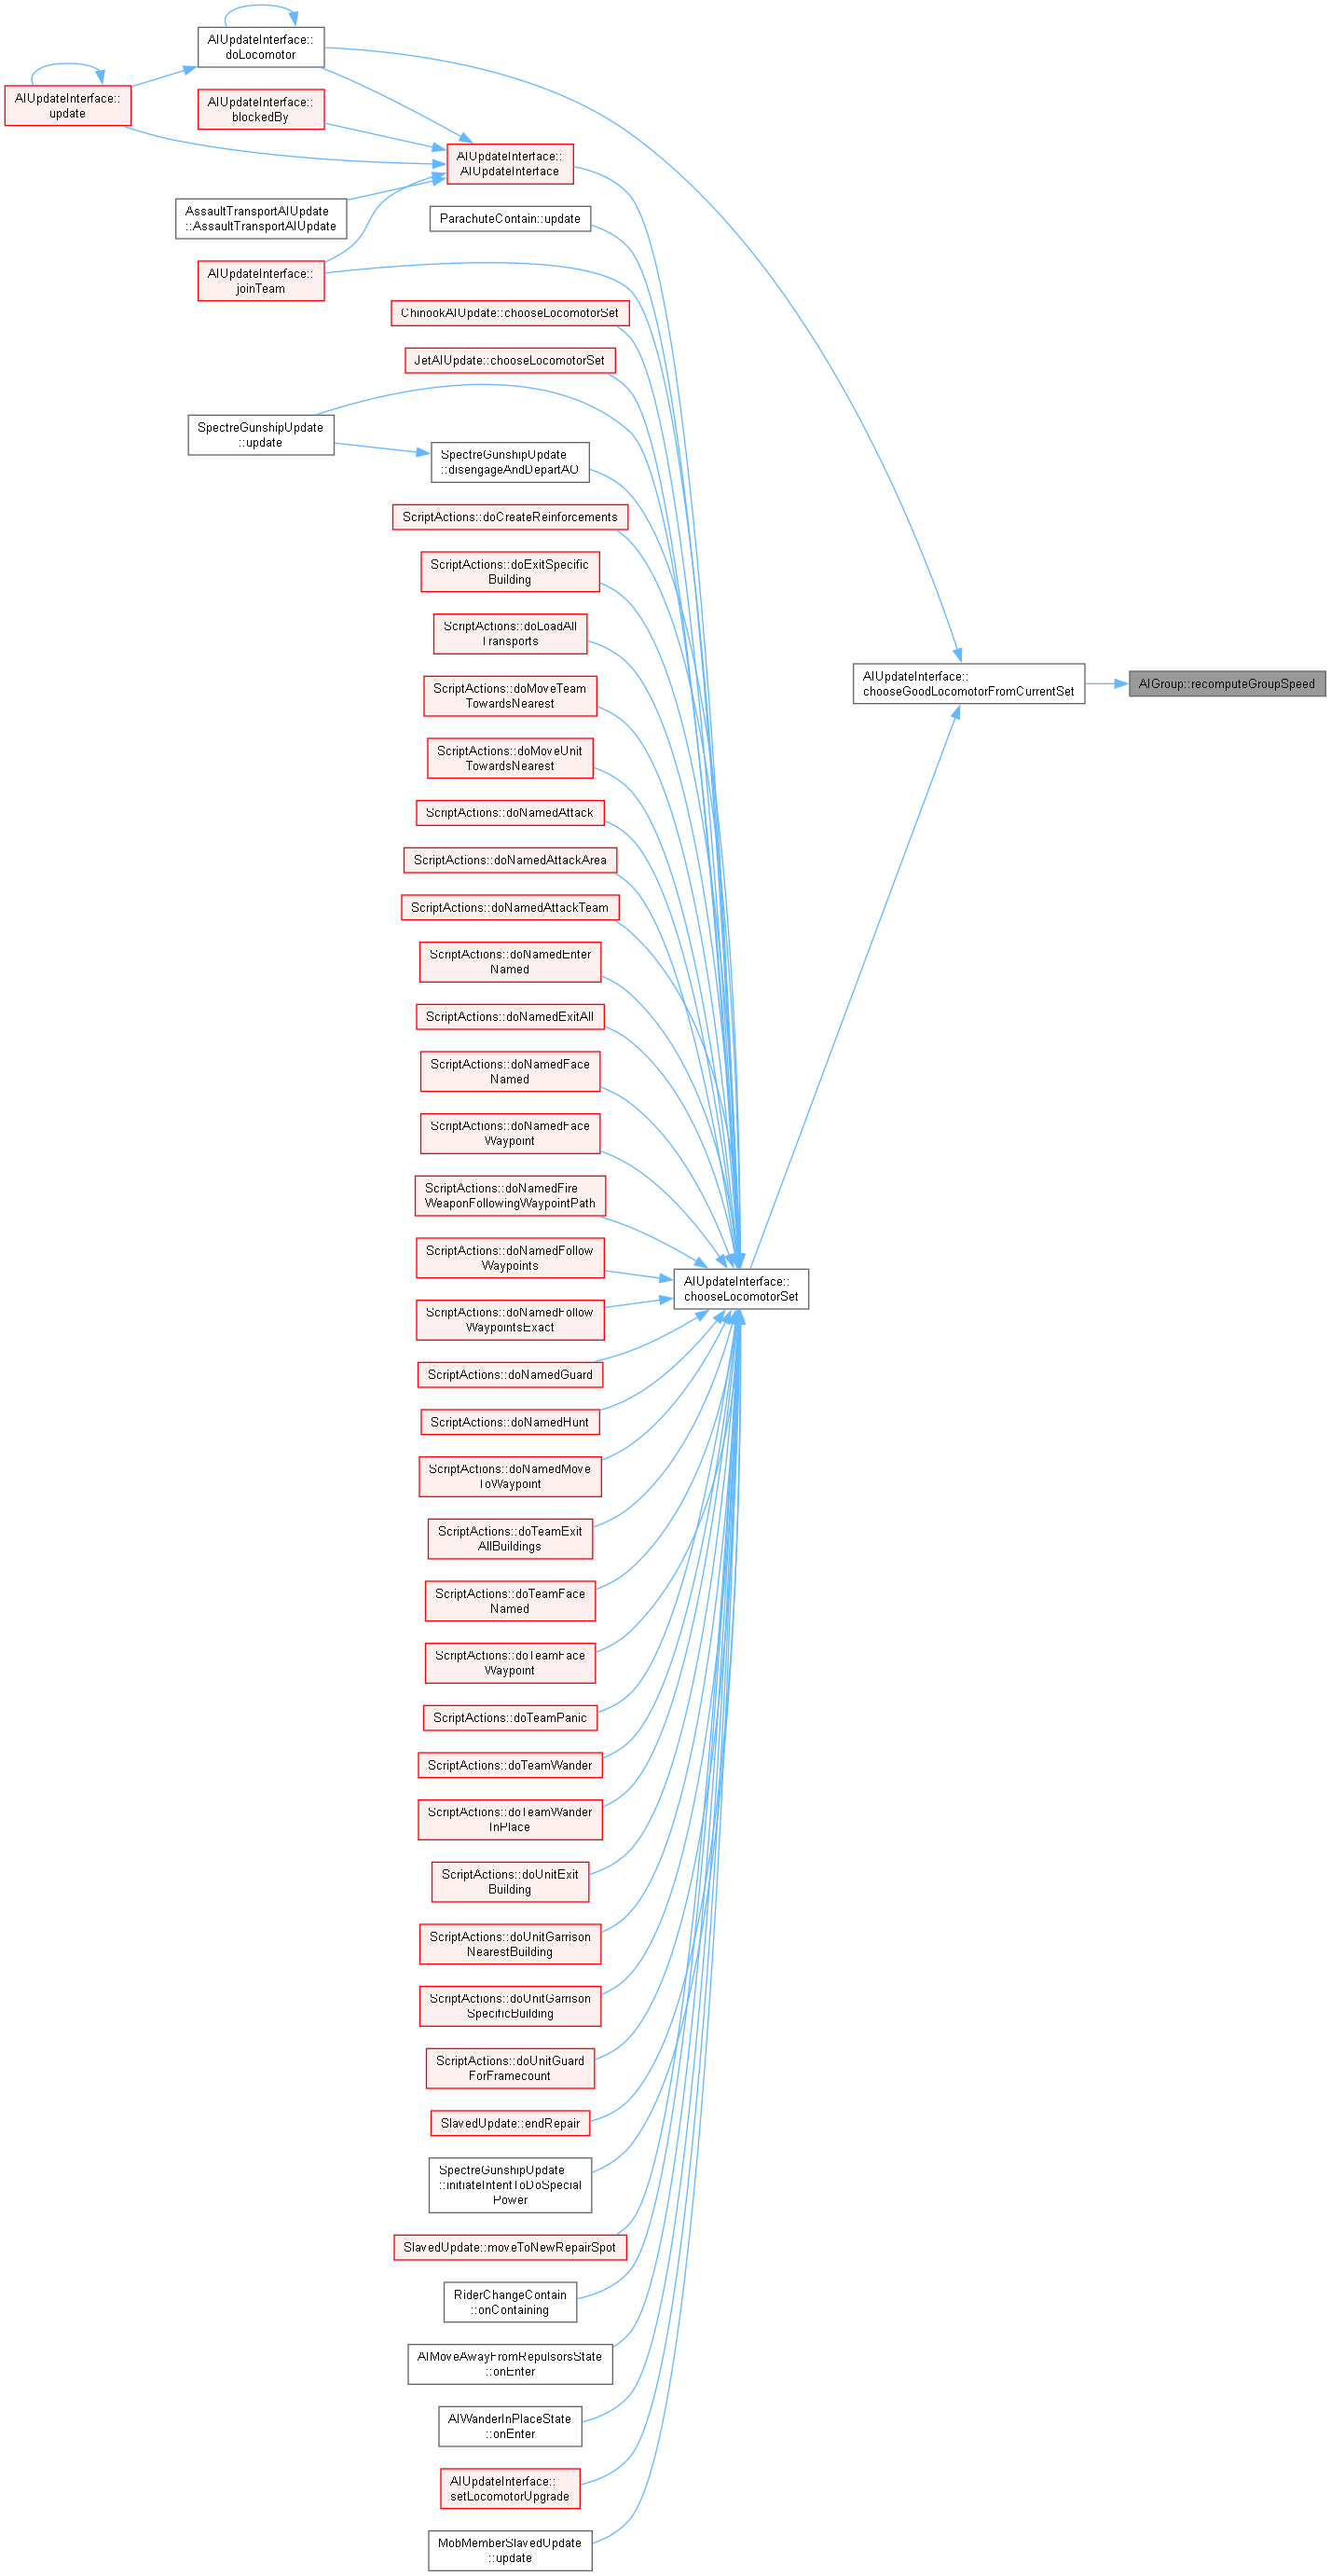 AIUpdateInterface::
doLocomotor
AIUpdateInterface::
update
AIUpdateInterface::
blockedBy
AIUpdateInterface::
AIUpdateInterface
AssaultTransportAIUpdate
::AssaultTransportAIUpdate
ParachuteContain::update
AIUpdateInterface::
joinTeam
ChinookAIUpdate::chooseLocomotorSet
JetAIUpdate::chooseLocomotorSet
SpectreGunshipUpdate
::update
SpectreGunshipUpdate
::disengageAndDepartAO
ScriptActions::doCreateReinforcements
ScriptActions::doExitSpecific
Building
ScriptActions::doLoadAll
Transports
AIUpdateInterface::
chooseGoodLocomotorFromCurrentSet
AIGroup::recomputeGroupSpeed
ScriptActions::doMoveTeam
TowardsNearest
ScriptActions::doMoveUnit
TowardsNearest
ScriptActions::doNamedAttack
ScriptActions::doNamedAttackArea
ScriptActions::doNamedAttackTeam
ScriptActions::doNamedEnter
Named
ScriptActions::doNamedExitAll
ScriptActions::doNamedFace
Named
ScriptActions::doNamedFace
Waypoint
ScriptActions::doNamedFire
WeaponFollowingWaypointPath
ScriptActions::doNamedFollow
Waypoints
AIUpdateInterface::
chooseLocomotorSet
ScriptActions::doNamedFollow
WaypointsExact
ScriptActions::doNamedGuard
ScriptActions::doNamedHunt
ScriptActions::doNamedMove
ToWaypoint
ScriptActions::doTeamExit
AllBuildings
ScriptActions::doTeamFace
Named
ScriptActions::doTeamFace
Waypoint
ScriptActions::doTeamPanic
ScriptActions::doTeamWander
ScriptActions::doTeamWander
InPlace
ScriptActions::doUnitExit
Building
ScriptActions::doUnitGarrison
NearestBuilding
ScriptActions::doUnitGarrison
SpecificBuilding
ScriptActions::doUnitGuard
ForFramecount
SlavedUpdate::endRepair
SpectreGunshipUpdate
::initiateIntentToDoSpecial
Power
SlavedUpdate::moveToNewRepairSpot
RiderChangeContain
::onContaining
AIMoveAwayFromRepulsorsState
::onEnter
AIWanderInPlaceState
::onEnter
AIUpdateInterface::
setLocomotorUpgrade
MobMemberSlavedUpdate
::update